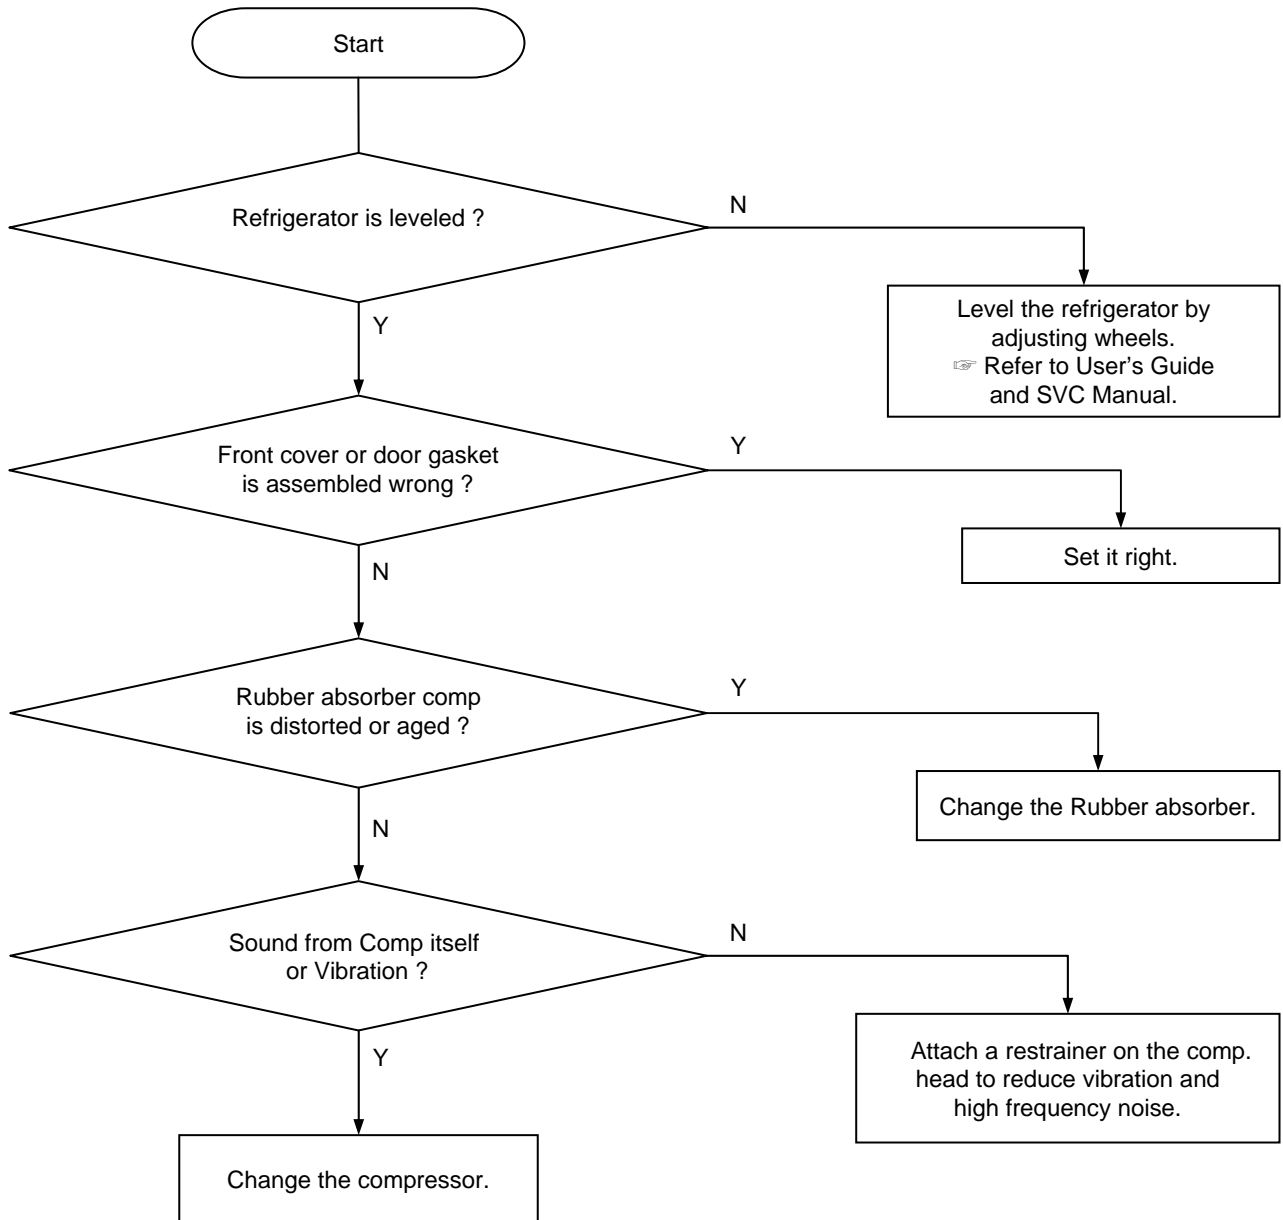 Start
Refrigerator is leveled ?
N
Y
Level the refrigerator by
adjusting wheels.
☞ Refer to User’s Guide
and SVC Manual.
Front cover or door gasket
is assembled wrong ?
Y
N
Set it right.
Rubber absorber comp
is distorted or aged ?
Y
N
Change the Rubber absorber.
Sound from Comp itself
or Vibration ?
N
Y
Attach a restrainer on the comp.
head to reduce vibration and
high frequency noise.
Change the compressor.